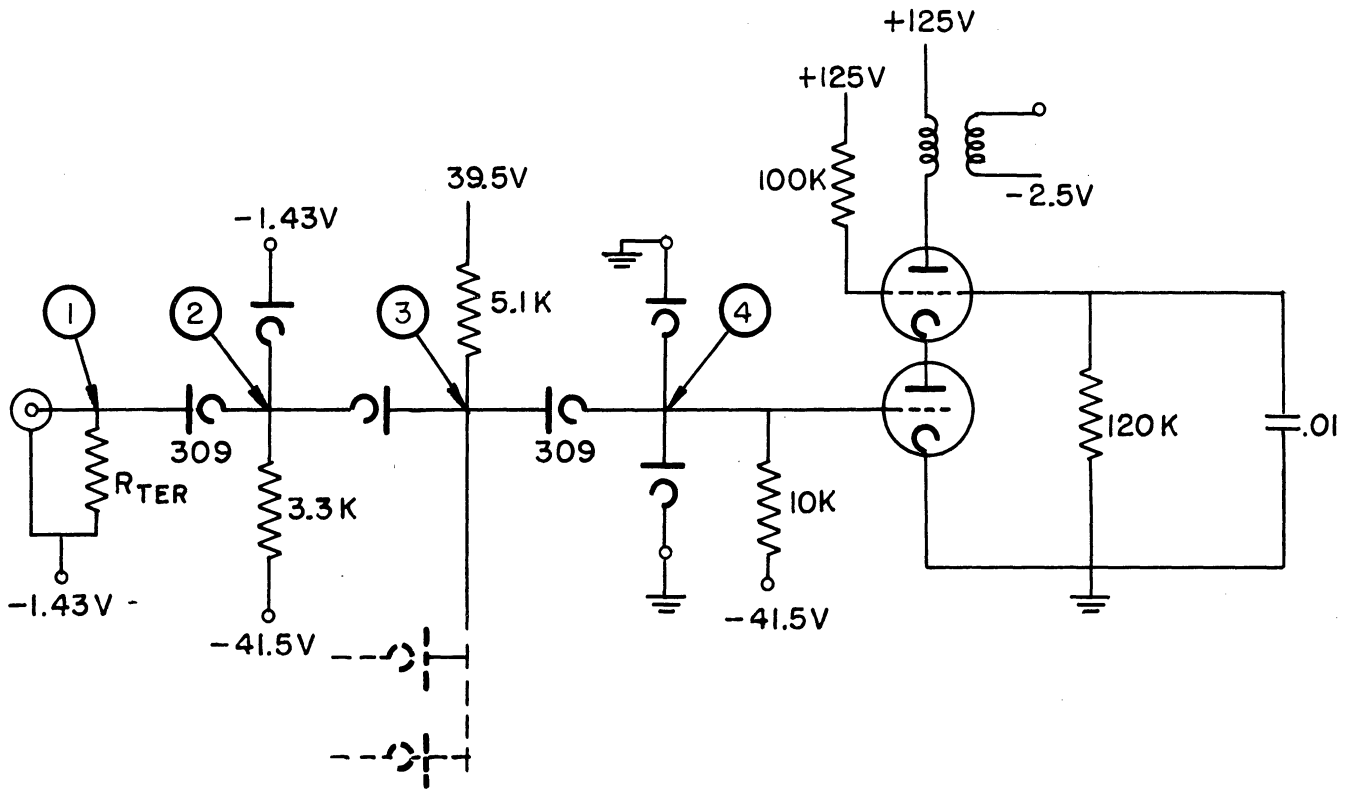 +125V
+125V
100K
-2.5V
39.5V
-1.43V
5.1K
1
2
3
4
309
309
RTER
3.3K
10K
120K
.01
-1.43V -
-41.5V
-41.5V